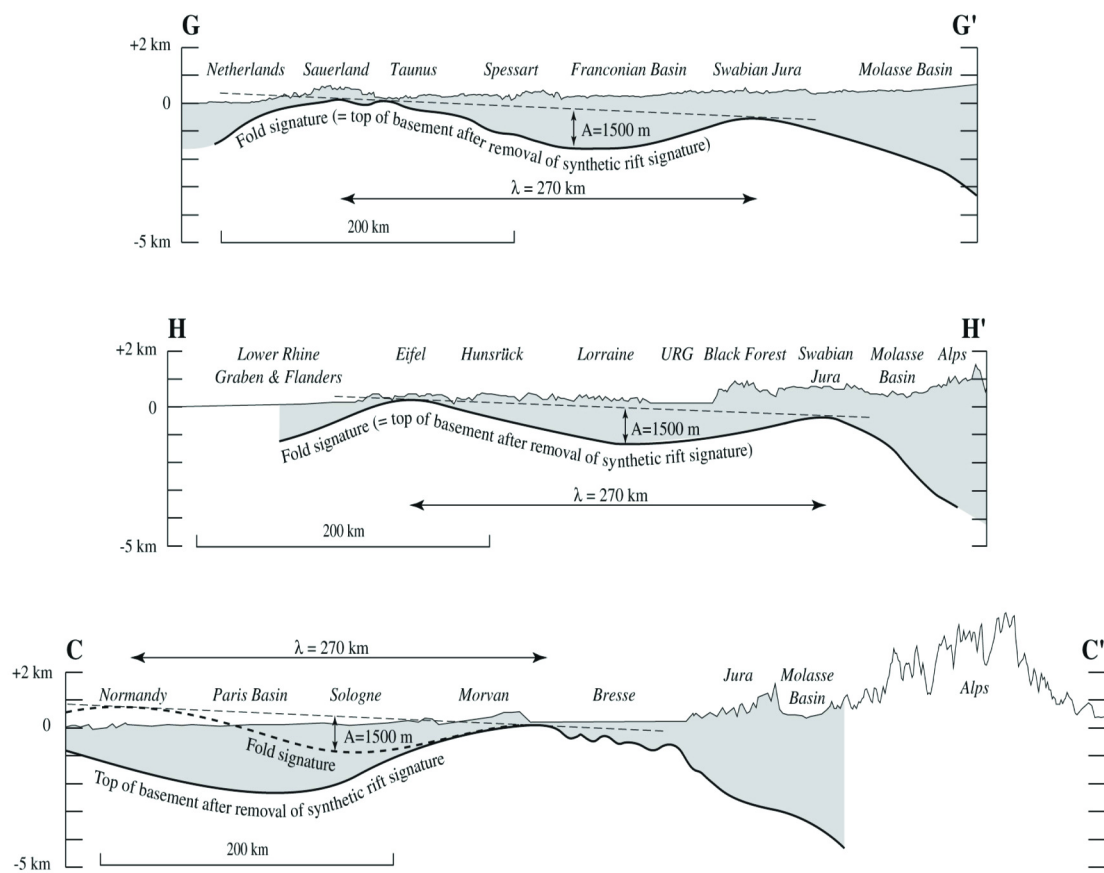 G G'
+2 km
Netherlands Sauerland Taunus Spessart Franconian Basin Swabian Jura Molasse Basin
0
A=1500 m
Fold signature (= top of basement after removal of synthetic rift signature)
λ = 270 km
200 km
-5 km
H H'
+2 km
Lower Rhine Graben & Flanders Eifel Hunsrück Lorraine URG Black Forest Swabian Jura Molasse Basin Alps
0
A=1500 m
Fold signature (= top of basement after removal of synthetic rift signature)
λ = 270 km
200 km
-5 km
C C'
λ = 270 km
+2 km
Normandy Paris Basin Sologne Morvan Bresse Jura Molasse Basin Alps
0
A=1500 m
Fold signature
Top of basement after removal of synthetic rift signature
200 km
-5 km